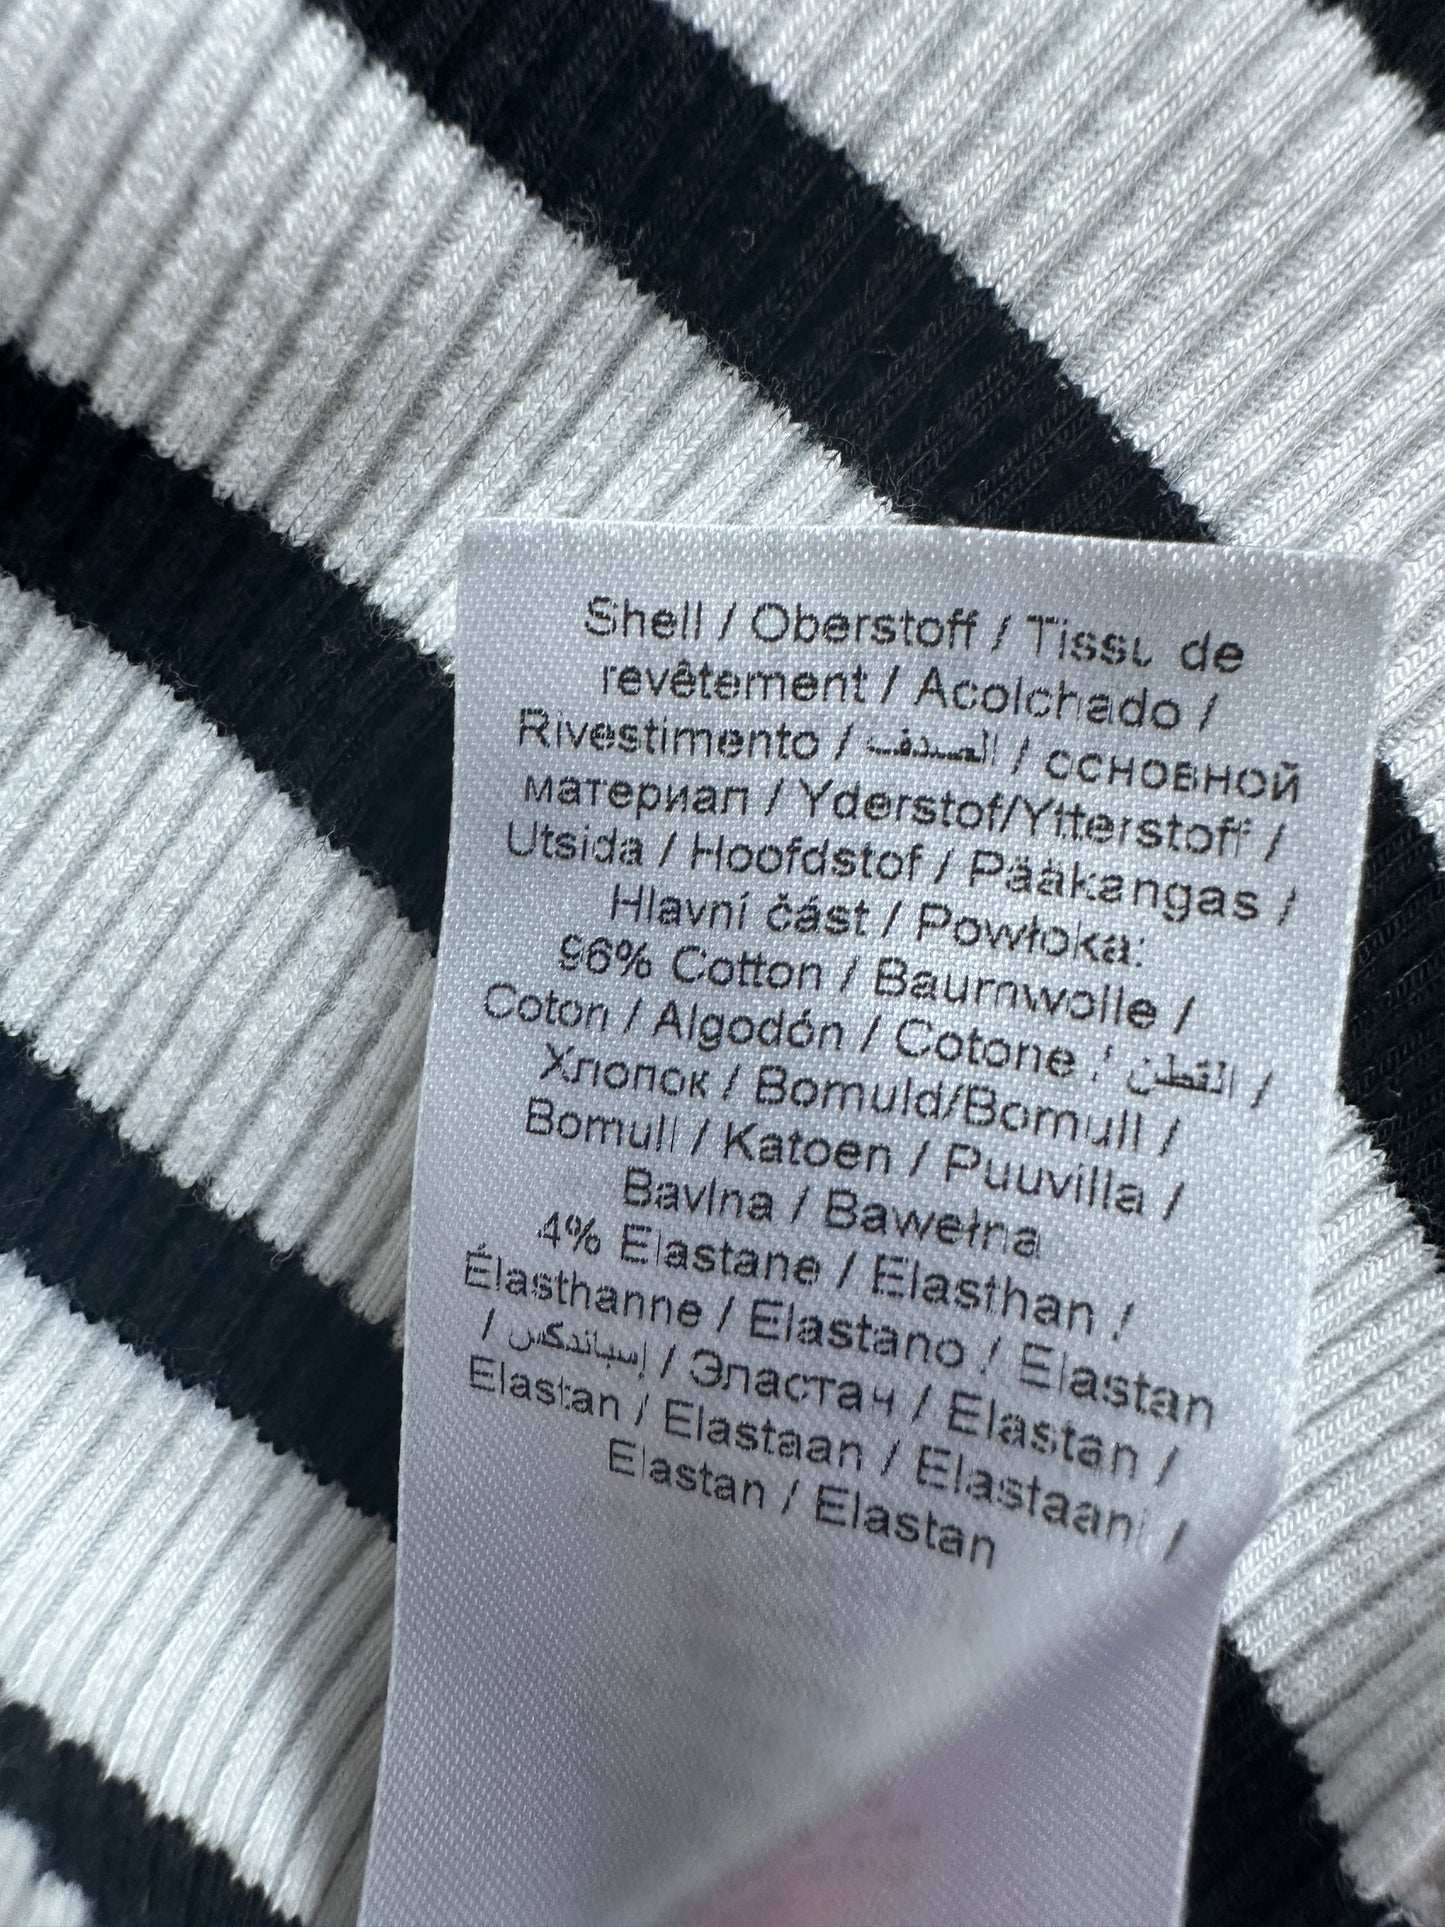 Shell / Oberstoff / Tissu de
revêtement / Acolchado /
Rivestimento / الصدف / основной
материал / Yderstof/Ytterstoff /
Utsida / Hoofdstof / Pääkangas /
Hlavní část / Powłoka:
96% Cotton / Baumwolle /
Coton / Algodón / Cotone / القطن /
Хлопок / Bomuld/Bomull /
Bomull / Katoen / Puuvilla /
Bavlna / Bawełna
4% Elastane / Elasthan /
Élasthanne / Elastano / Elastan
/ إسباندكس / Эластан / Elastan /
Elastan / Elastaan / Elastaani /
Elastan / Elastan